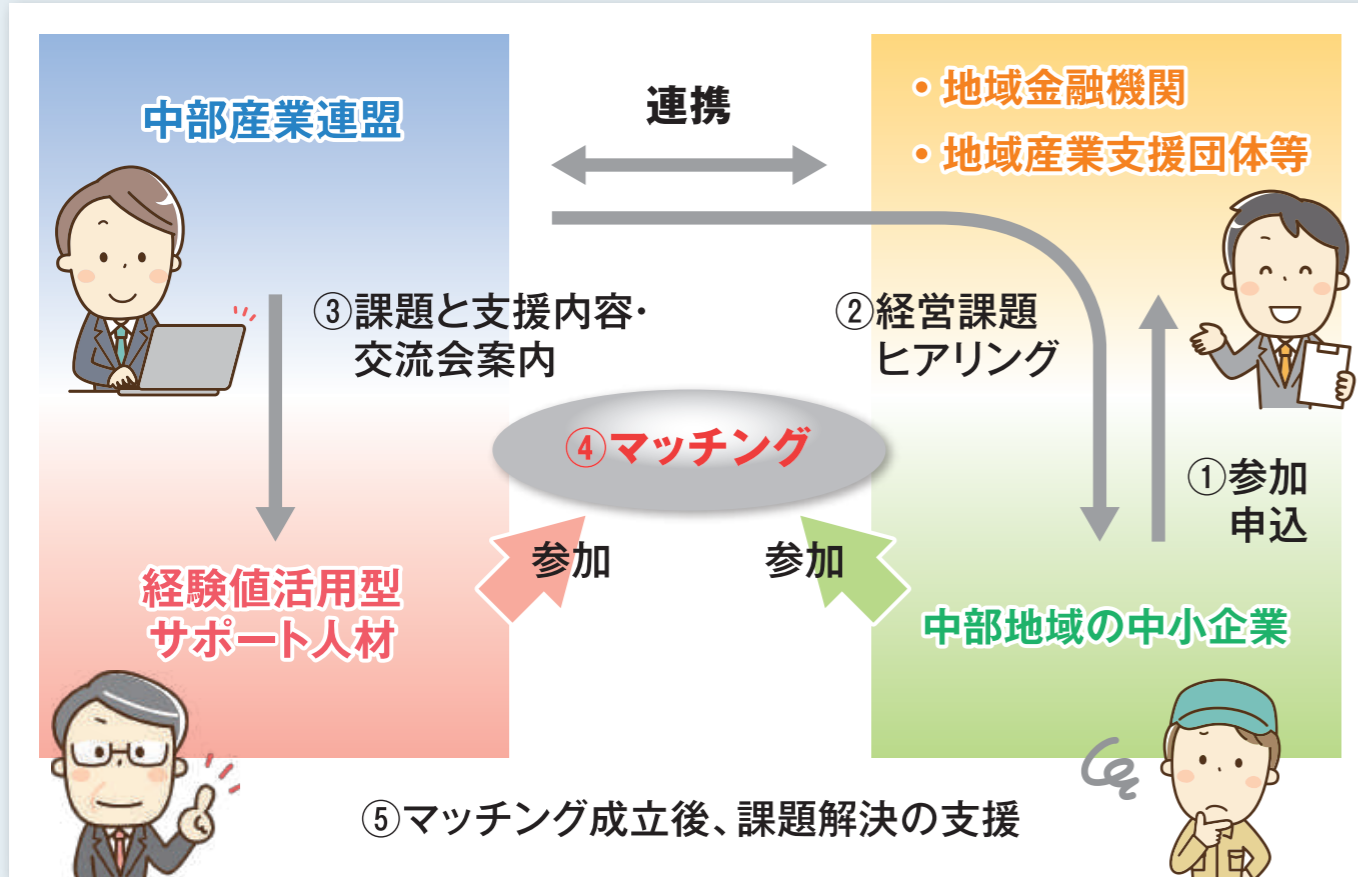 中部産業連盟
連携
・地域金融機関
・地域産業支援団体等
③課題と支援内容・
交流会案内
②経営課題
ヒアリング
④マッチング
①参加
申込
参加
参加
経験値活用型
サポート人材
中部地域の中小企業
⑤マッチング成立後、課題解決の支援